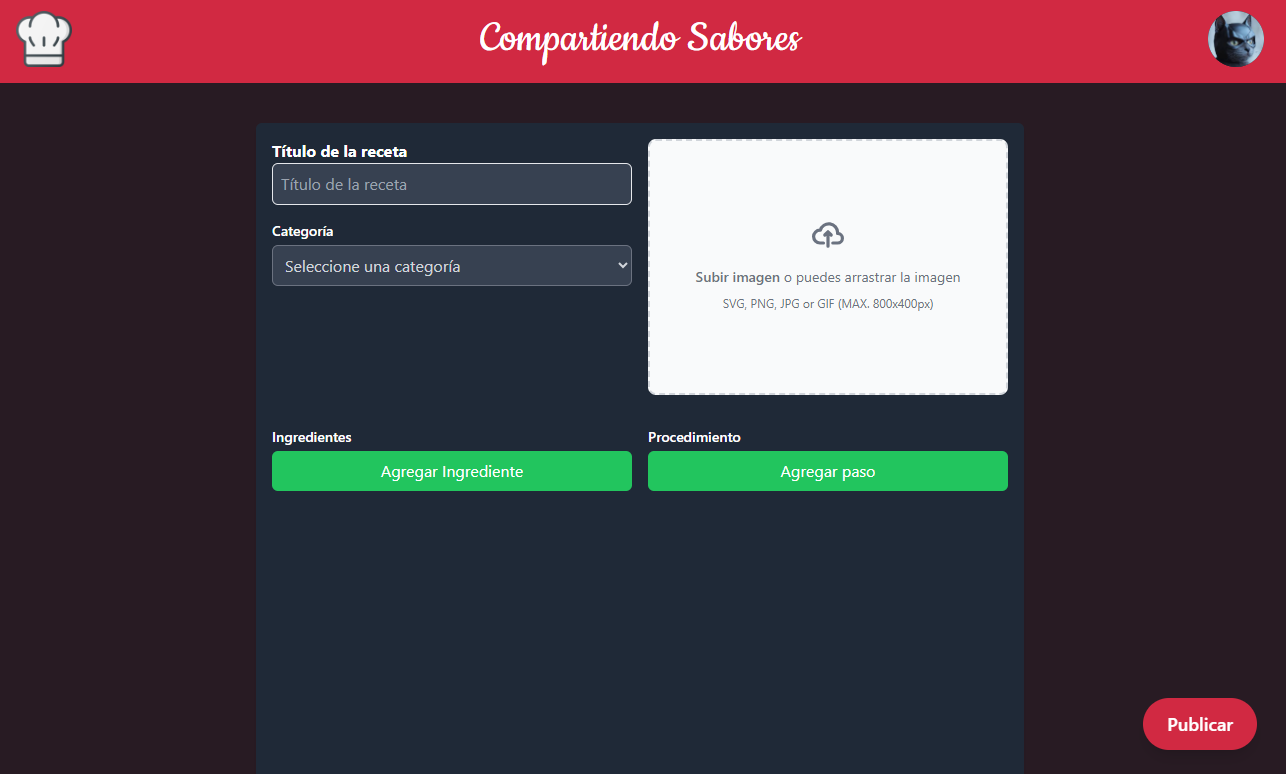 Compartiendo Sabores
Título de la receta
Título de la receta
Categoría
Seleccione una categoría
Subir imagen o puedes arrastrar la imagen
SVG, PNG, JPG or GIF (MAX. 800x400px)
Ingredientes
Agregar Ingrediente
Procedimiento
Agregar paso
Publicar